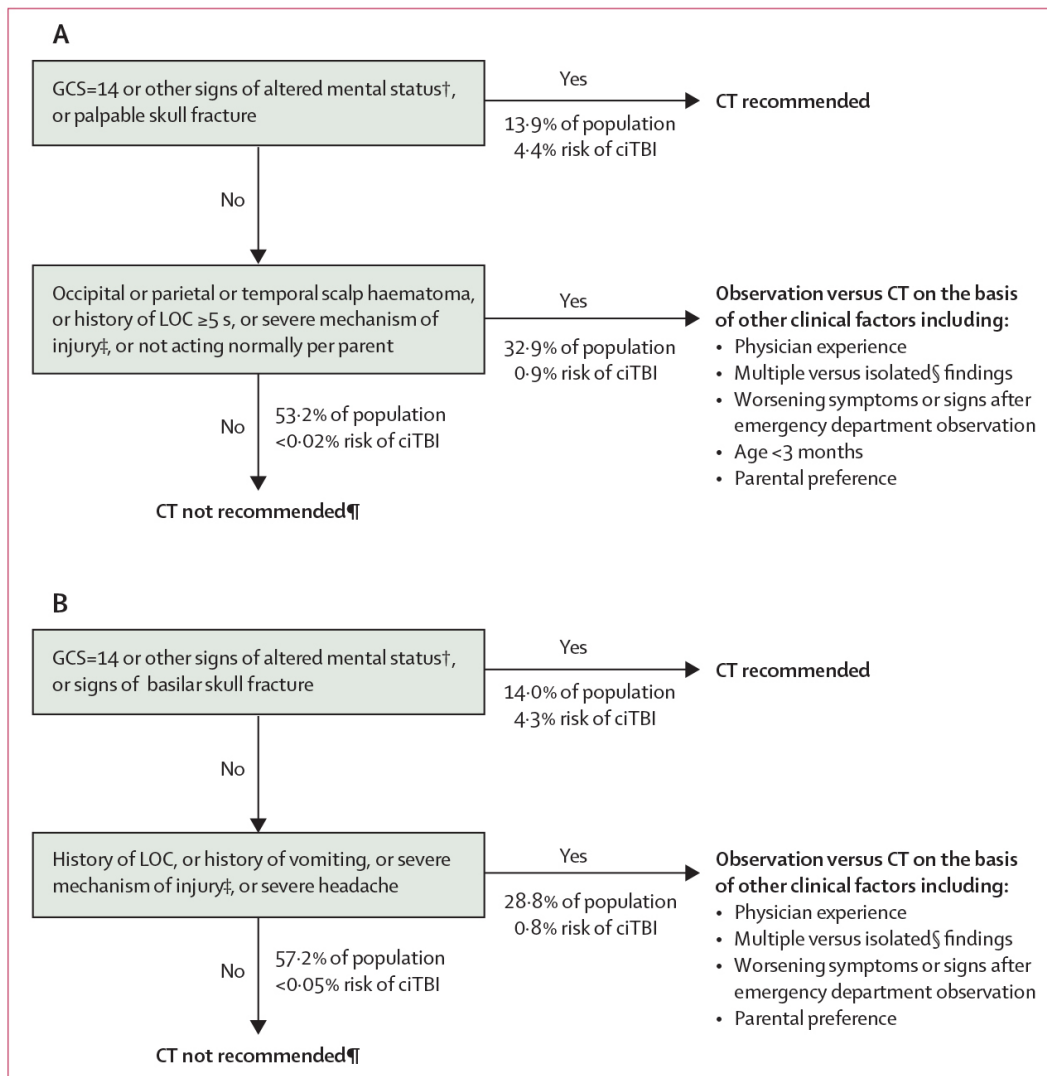 A
GCS=14 or other signs of altered mental status†,
or palpable skull fracture
Yes
13·9% of population
4·4% risk of ciTBI
CT recommended
No
Occipital or parietal or temporal scalp haematoma,
or history of LOC ≥5 s, or severe mechanism of
injury‡, or not acting normally per parent
Yes
32·9% of population
0·9% risk of ciTBI
Observation versus CT on the basis
of other clinical factors including:
• Physician experience
• Multiple versus isolated§ findings
• Worsening symptoms or signs after
emergency department observation
• Age <3 months
• Parental preference
No
53·2% of population
<0·02% risk of ciTBI
CT not recommended¶
B
GCS=14 or other signs of altered mental status†,
or signs of basilar skull fracture
Yes
14·0% of population
4·3% risk of ciTBI
CT recommended
No
History of LOC, or history of vomiting, or severe
mechanism of injury‡, or severe headache
Yes
28·8% of population
0·8% risk of ciTBI
Observation versus CT on the basis
of other clinical factors including:
• Physician experience
• Multiple versus isolated§ findings
• Worsening symptoms or signs after
emergency department observation
• Parental preference
No
57·2% of population
<0·05% risk of ciTBI
CT not recommended¶